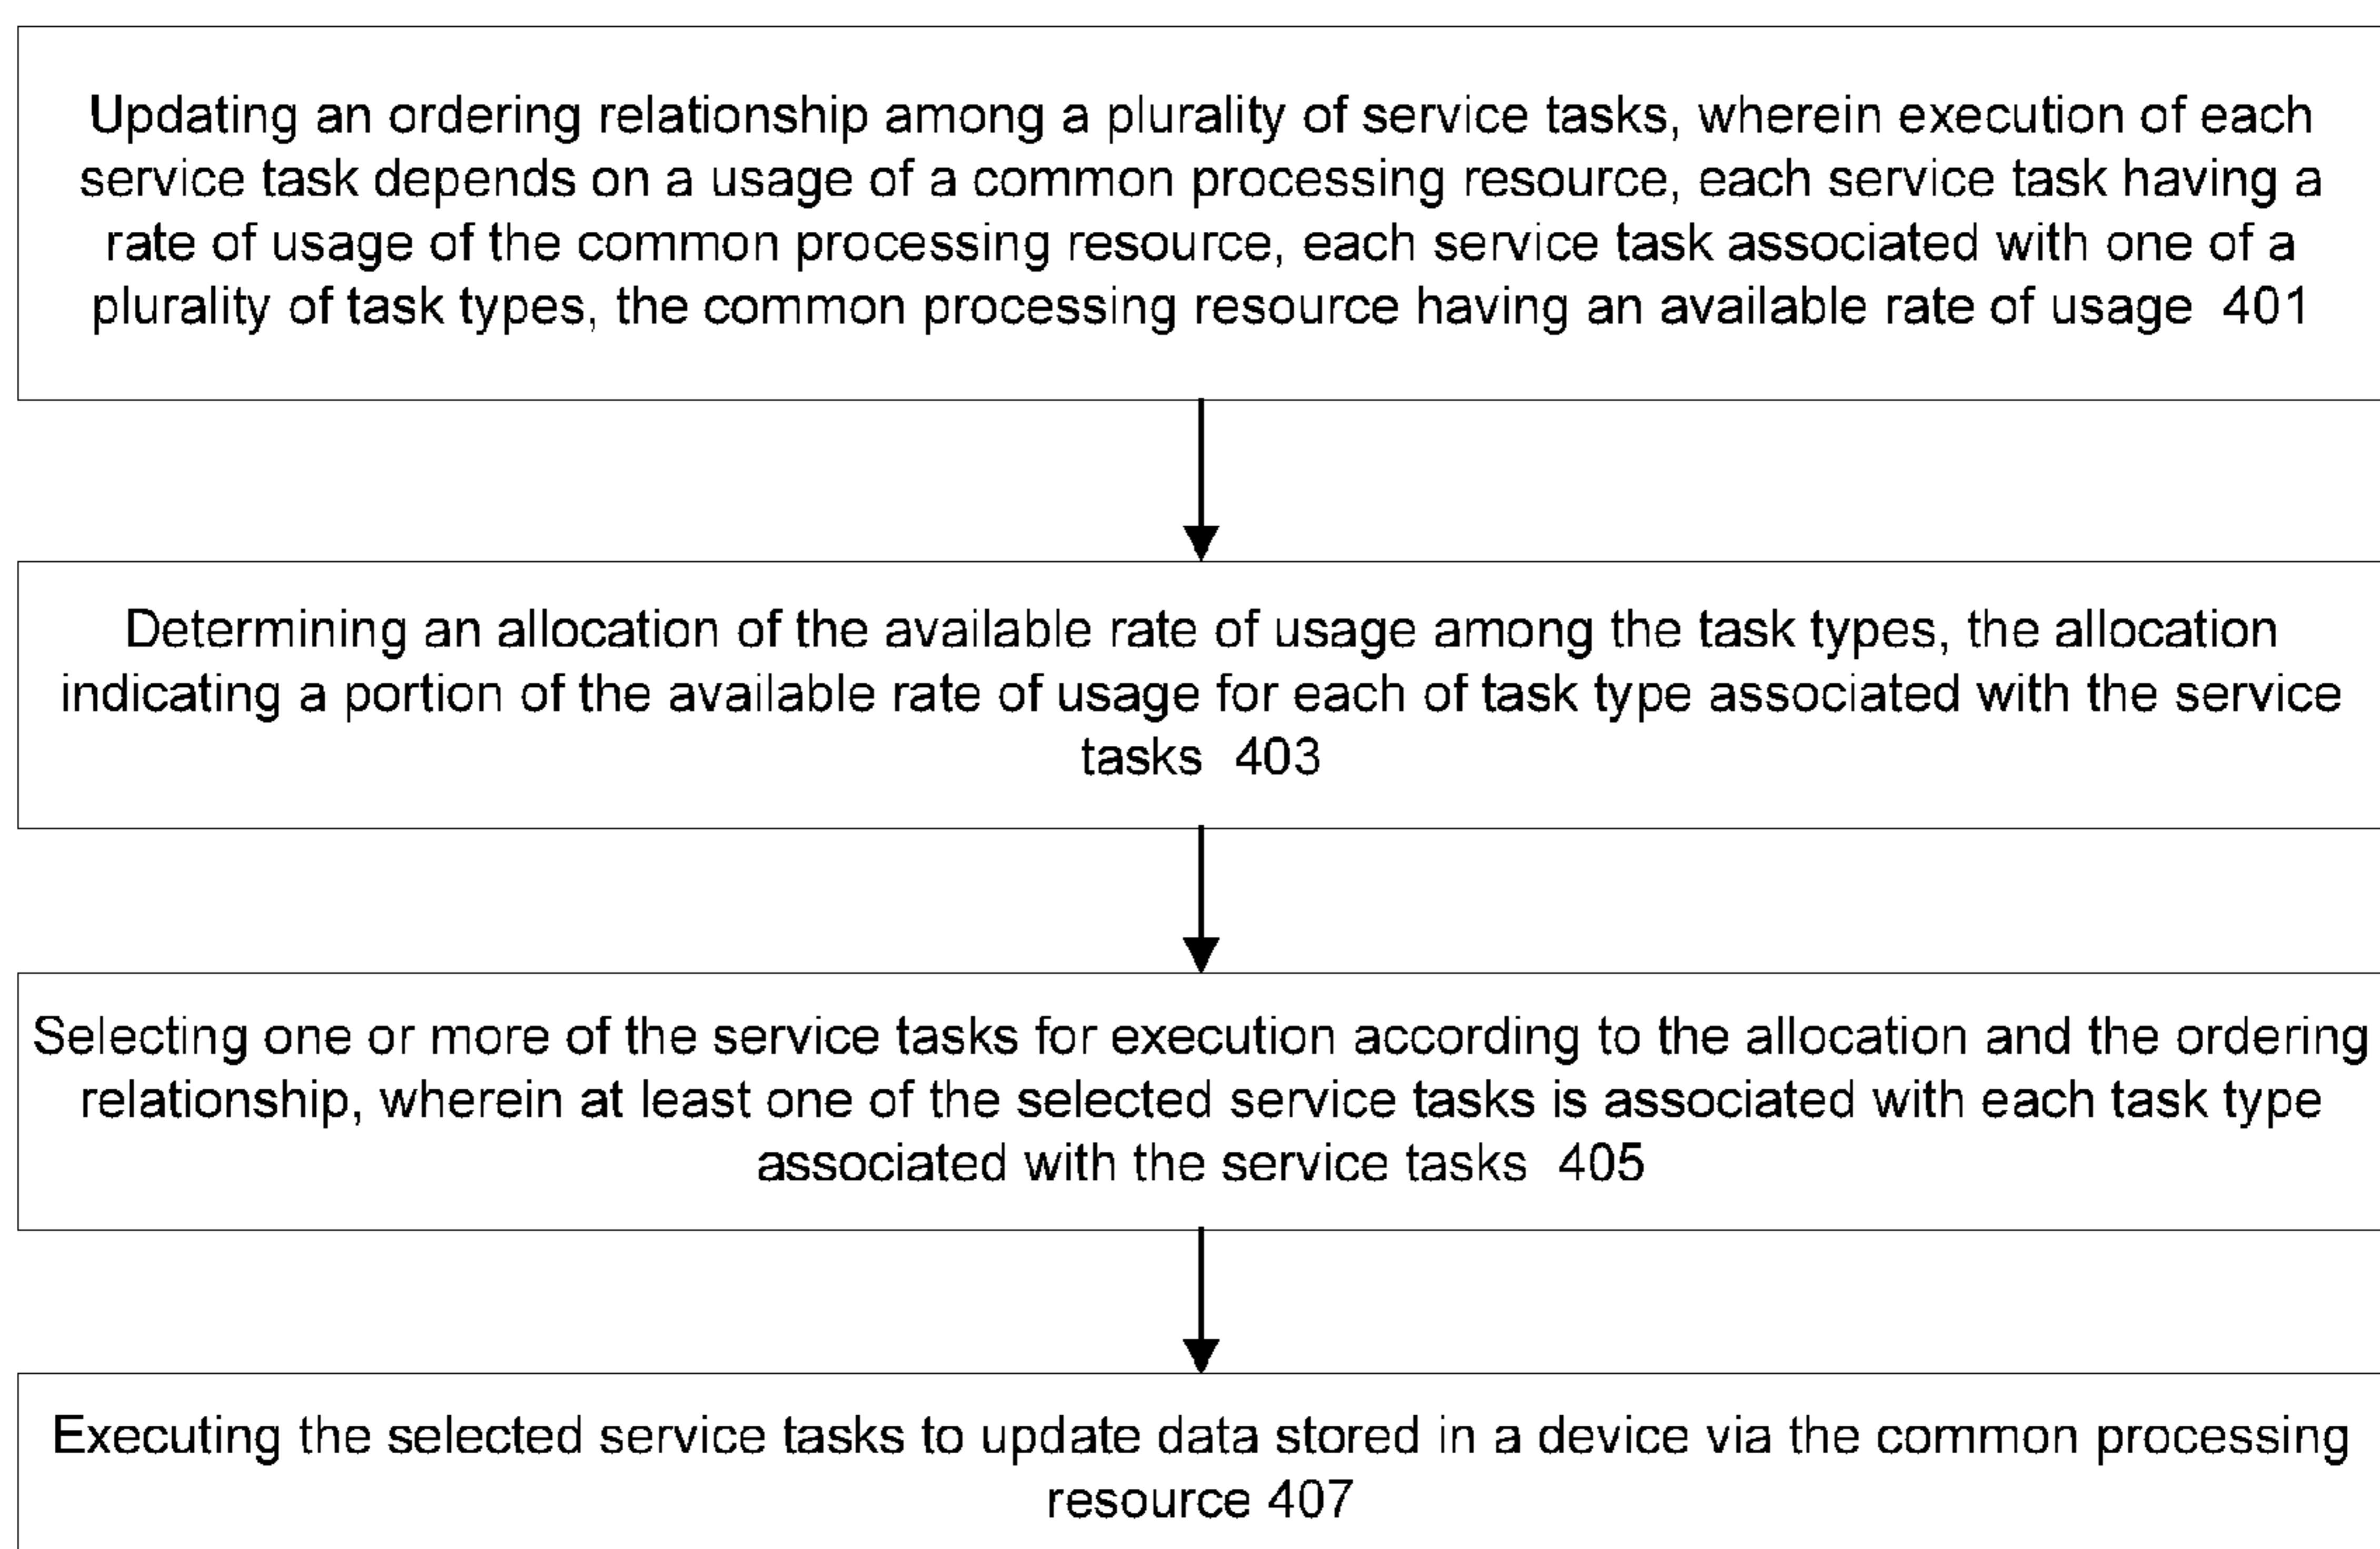 Updating an ordering relationship among a plurality of service tasks, wherein execution of each
service task depends on a usage of a common processing resource, each service task having a
rate of usage of the common processing resource, each service task associated with one of a
plurality of task types, the common processing resource having an available rate of usage 401
Determining an allocation of the available rate of usage among the task types, the allocation
indicating a portion of the available rate of usage for each of task type associated with the service
tasks 403
Selecting one or more of the service tasks for execution according to the allocation and the ordering
relationship, wherein at least one of the selected service tasks is associated with each task type
associated with the service tasks 405
Executing the selected service tasks to update data stored in a device via the common processing
resource 407